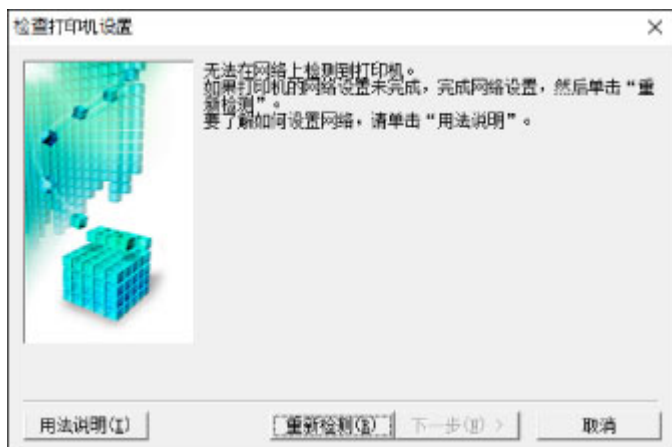 检查打印机设置
无法在网络上检测到打印机。
如果打印机的网络设置未完成，完成网络设置，然后单击“重
新检测”。
要了解如何设置网络，请单击“用法说明”。
用法说明(I)
重新检测(B)
下一步(N) >
取消